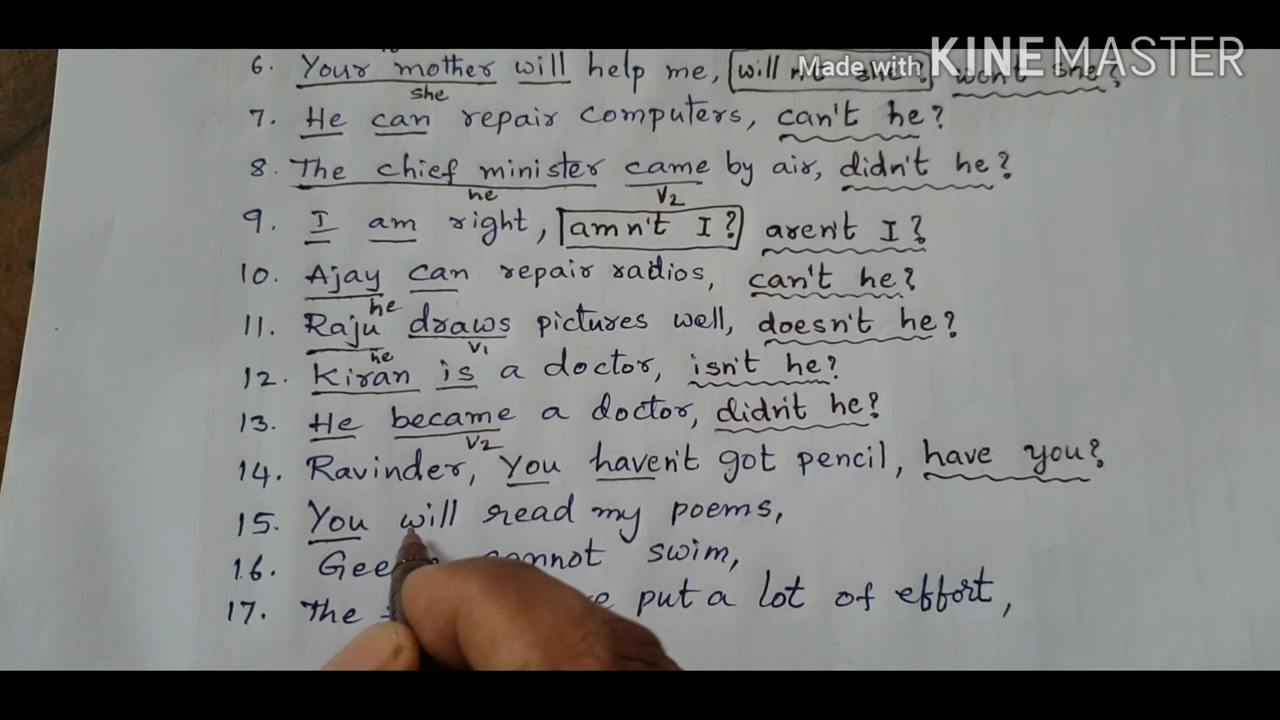 Made with KINEMASTER
6. Your mother will help me, will n't she? won't she?
she
7. He can repair computers, can't he?
8. The chief minister came by air, didn't he?
he V2
9. I am right, amn't I? aren't I?
10. Ajay can repair radios, can't he?
he
11. Raju draws pictures well, doesn't he?
he V1
12. Kiran is a doctor, isn't he?
13. He became a doctor, didn't he?
V2
14. Ravinder, you haven't got pencil, have you?
15. You will read my poems,
16. cannot swim,
17. The put a lot of effort,